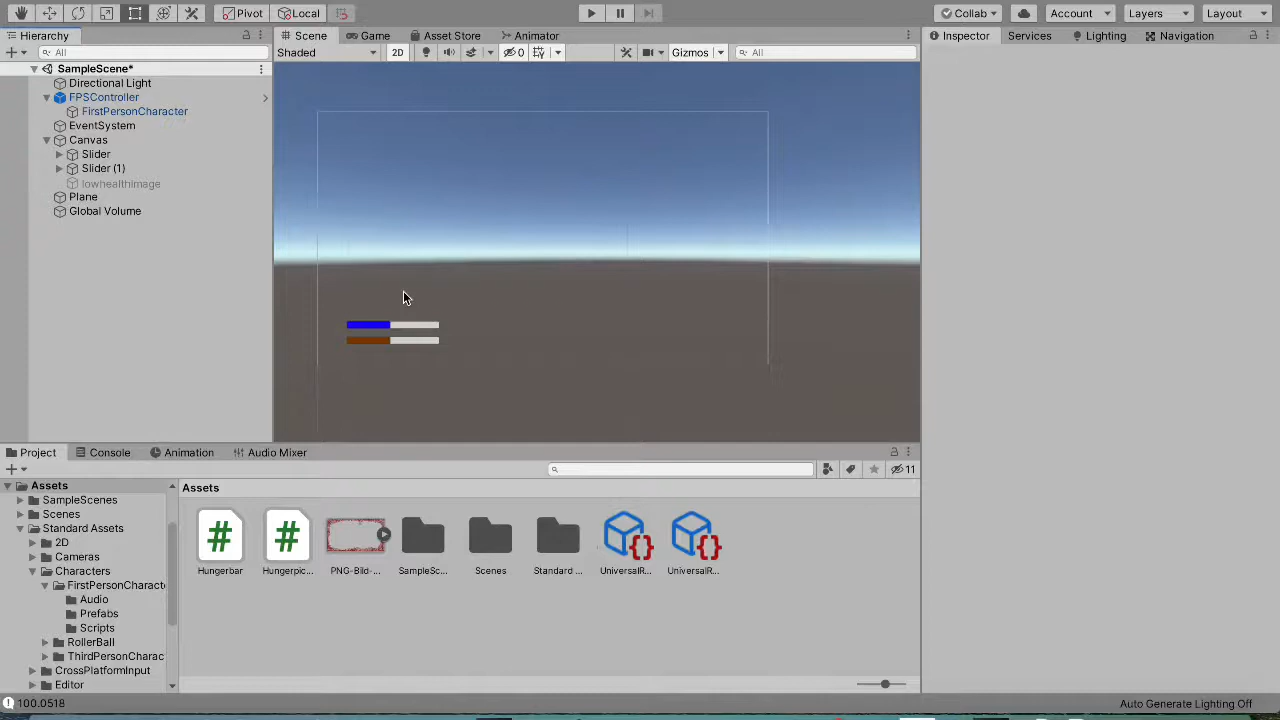 Pivot Local Collab Account Layers Layout
Hierarchy Scene Game Asset Store Animator Inspector Services Lighting Navigation
All Shaded 2D 0 Gizmos All
SampleScene*
Directional Light
FPSController
FirstPersonCharacter
EventSystem
Canvas
Slider
Slider (1)
lowhealthimage
Plane
Global Volume
Project Console Animation Audio Mixer
11
Assets
SampleScenes
Scenes
Standard Assets
2D
Cameras
Characters
FirstPersonCharact
Audio
Prefabs
Scripts
RollerBall
ThirdPersonCharac
CrossPlatformInput
Editor
Assets
Hungerbar Hungerpic... PNG-Bild-... SampleSc... Scenes Standard ... UniversalR... UniversalR...
100.0518 Auto Generate Lighting Off